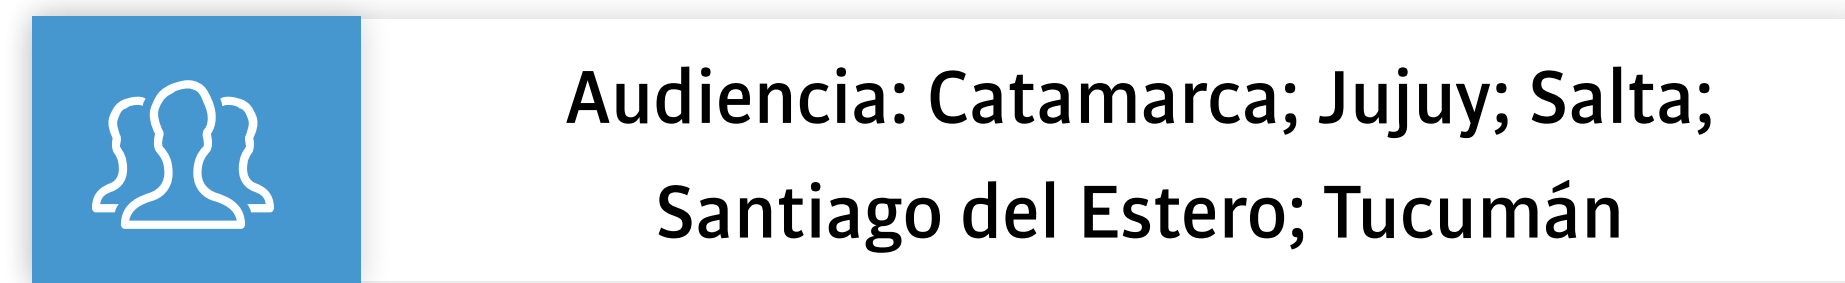 Audiencia: Catamarca; Jujuy; Salta;
Santiago del Estero; Tucumán